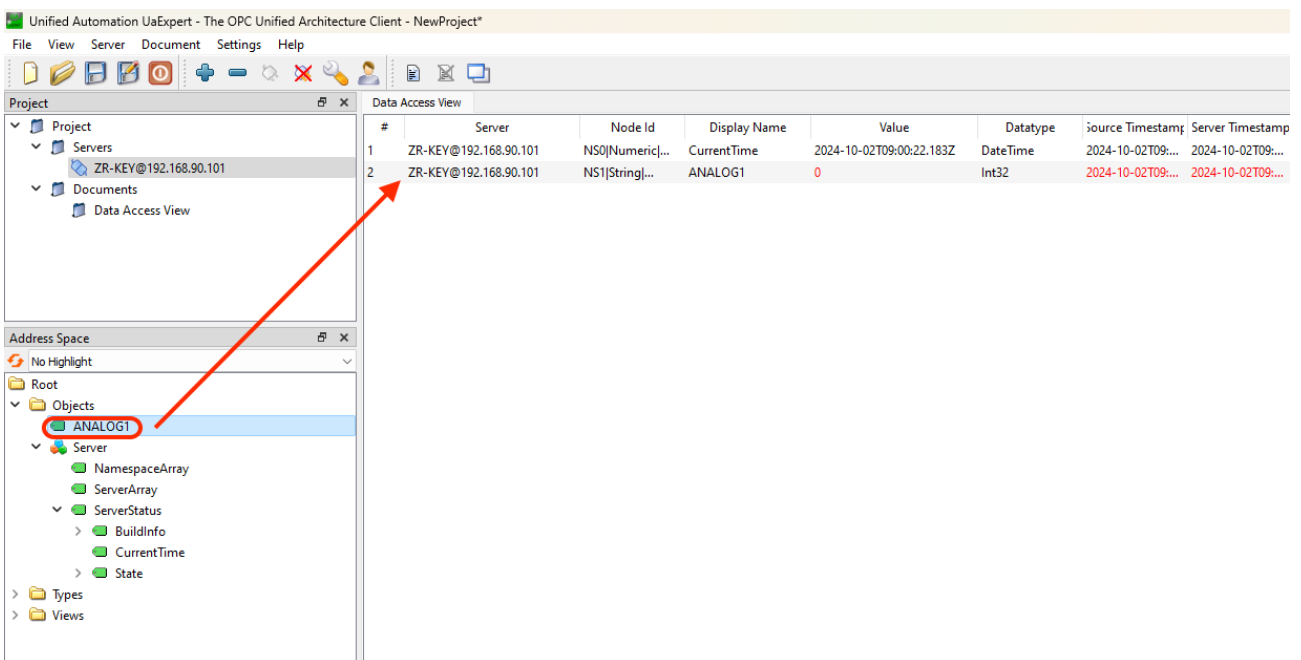 Unified Automation UaExpert - The OPC Unified Architecture Client - NewProject*
File View Server Document Settings Help
Project
Project
Servers
ZR-KEY@192.168.90.101
Documents
Data Access View
Address Space
No Highlight
Root
Objects
ANALOG1
Server
NamespaceArray
ServerArray
ServerStatus
BuildInfo
CurrentTime
State
Types
Views
Data Access View
# Server Node Id Display Name Value Datatype Source Timestamp Server Timestamp
1 ZR-KEY@192.168.90.101 NS0|Numeric|... CurrentTime 2024-10-02T09:00:22.183Z DateTime 2024-10-02T09:... 2024-10-02T09:...
2 ZR-KEY@192.168.90.101 NS1|String|... ANALOG1 0 Int32 2024-10-02T09:... 2024-10-02T09:...